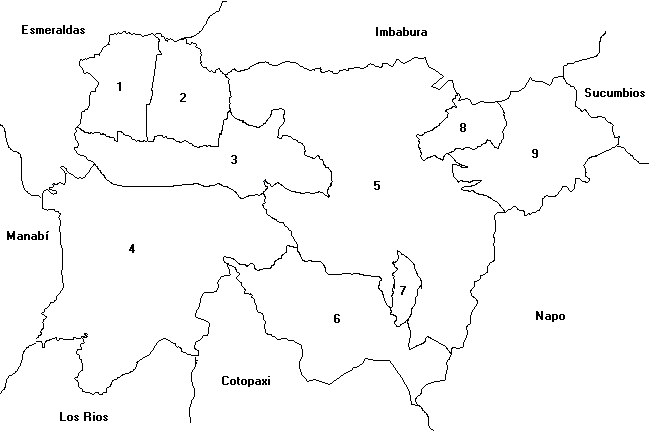 Esmeraldas
Imbabura
Sucumbios
1
2
8
9
3
5
Manabí
4
7
6
Napo
Cotopaxi
Los Rios